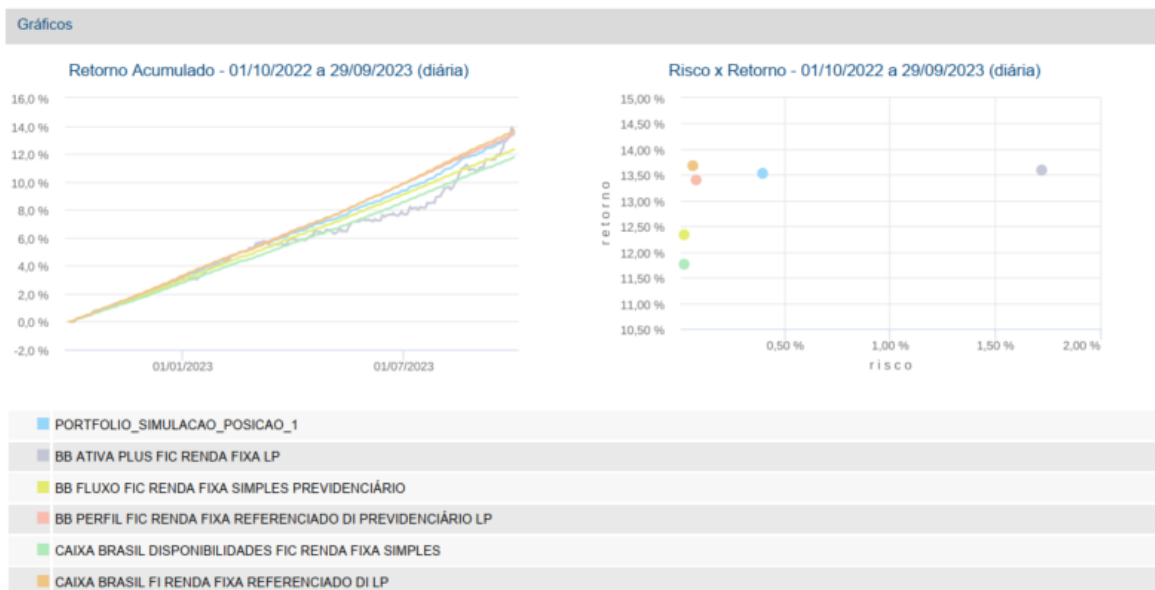 Gráficos
Retorno Acumulado - 01/10/2022 a 29/09/2023 (diária)
16,0 %
14,0 %
12,0 %
10,0 %
8,0 %
6,0 %
4,0 %
2,0 %
0,0 %
-2,0 %
01/01/2023
01/07/2023
Risco x Retorno - 01/10/2022 a 29/09/2023 (diária)
retorno
15,00 %
14,50 %
14,00 %
13,50 %
13,00 %
12,50 %
12,00 %
11,50 %
11,00 %
10,50 %
0,50 %
1,00 %
1,50 %
2,00 %
risco
PORTFOLIO_SIMULACAO_POSICAO_1
BB ATIVA PLUS FIC RENDA FIXA LP
BB FLUXO FIC RENDA FIXA SIMPLES PREVIDENCIÁRIO
BB PERFIL FIC RENDA FIXA REFERENCIADO DI PREVIDENCIÁRIO LP
CAIXA BRASIL DISPONIBILIDADES FIC RENDA FIXA SIMPLES
CAIXA BRASIL FI RENDA FIXA REFERENCIADO DI LP